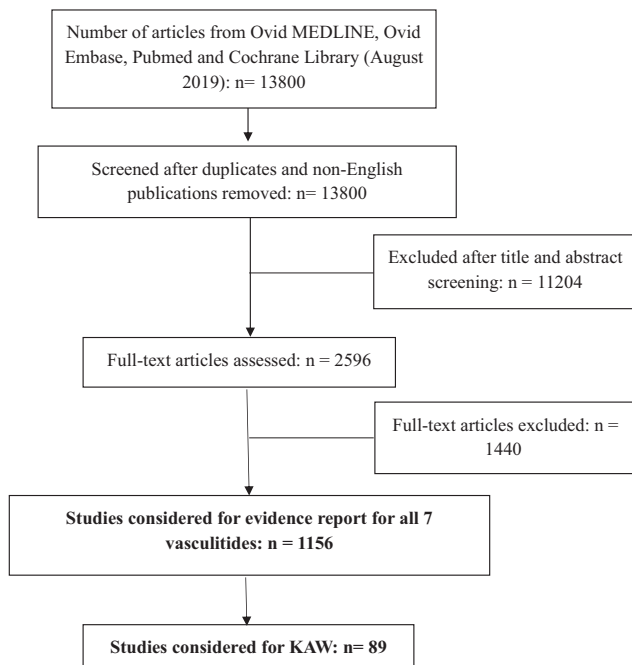 Number of articles from Ovid MEDLINE, Ovid
Embase, Pubmed and Cochrane Library (August
2019): n= 13800
Screened after duplicates and non-English
publications removed: n= 13800
Excluded after title and abstract
screening: n = 11204
Full-text articles assessed: n = 2596
Full-text articles excluded: n =
1440
Studies considered for evidence report for all 7
vasculitides: n = 1156
Studies considered for KAW: n= 89